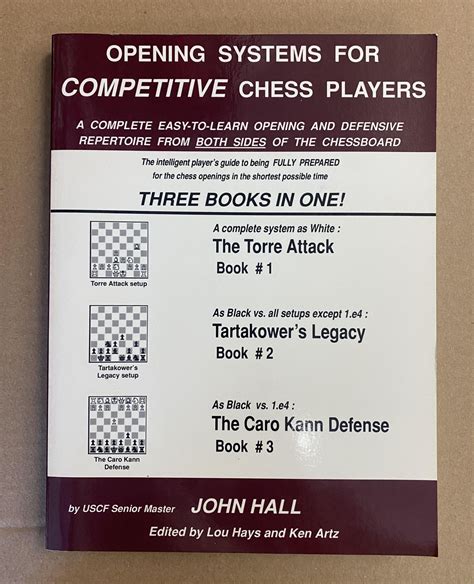 OPENING SYSTEMS FOR
COMPETITIVE CHESS PLAYERS
A COMPLETE EASY-TO-LEARN OPENING AND DEFENSIVE
REPERTOIRE FROM BOTH SIDES OF THE CHESSBOARD
The intelligent player's guide to being FULLY PREPARED
for the chess openings in the shortest possible time
THREE BOOKS IN ONE!
A complete system as White :
The Torre Attack
Book # 1
Torre Attack setup
As Black vs. all setups except 1.e4 :
Tartakower's Legacy
Book # 2
Tartakower's
Legacy setup
As Black vs. 1.e4 :
The Caro Kann Defense
Book # 3
The Caro Kann
Defense
by USCF Senior Master JOHN HALL
Edited by Lou Hays and Ken Artz